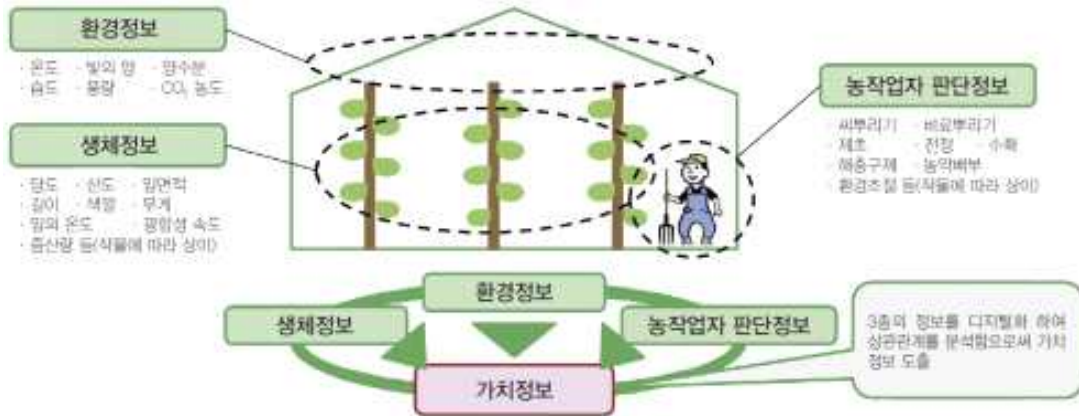 환경정보
· 온도 · 빛의 양 · 양수분
· 습도 · 풍량 · CO₂ 농도
생체정보
· 당도 · 산도 · 잎면적
· 길이 · 색깔 · 무게
· 잎의 온도 · 광합성 속도
· 증산량 등(작물에 따라 상이)
농작업자 판단정보
· 씨뿌리기 · 비료뿌리기
· 제초 · 전정 · 수확
· 해충구제 · 농약배부
· 환경조절 등(작물에 따라 상이)
환경정보
생체정보
농작업자 판단정보
가치정보
3종의 정보를 디지털화 하여
상관관계를 분석함으로써 가치
정보 도출